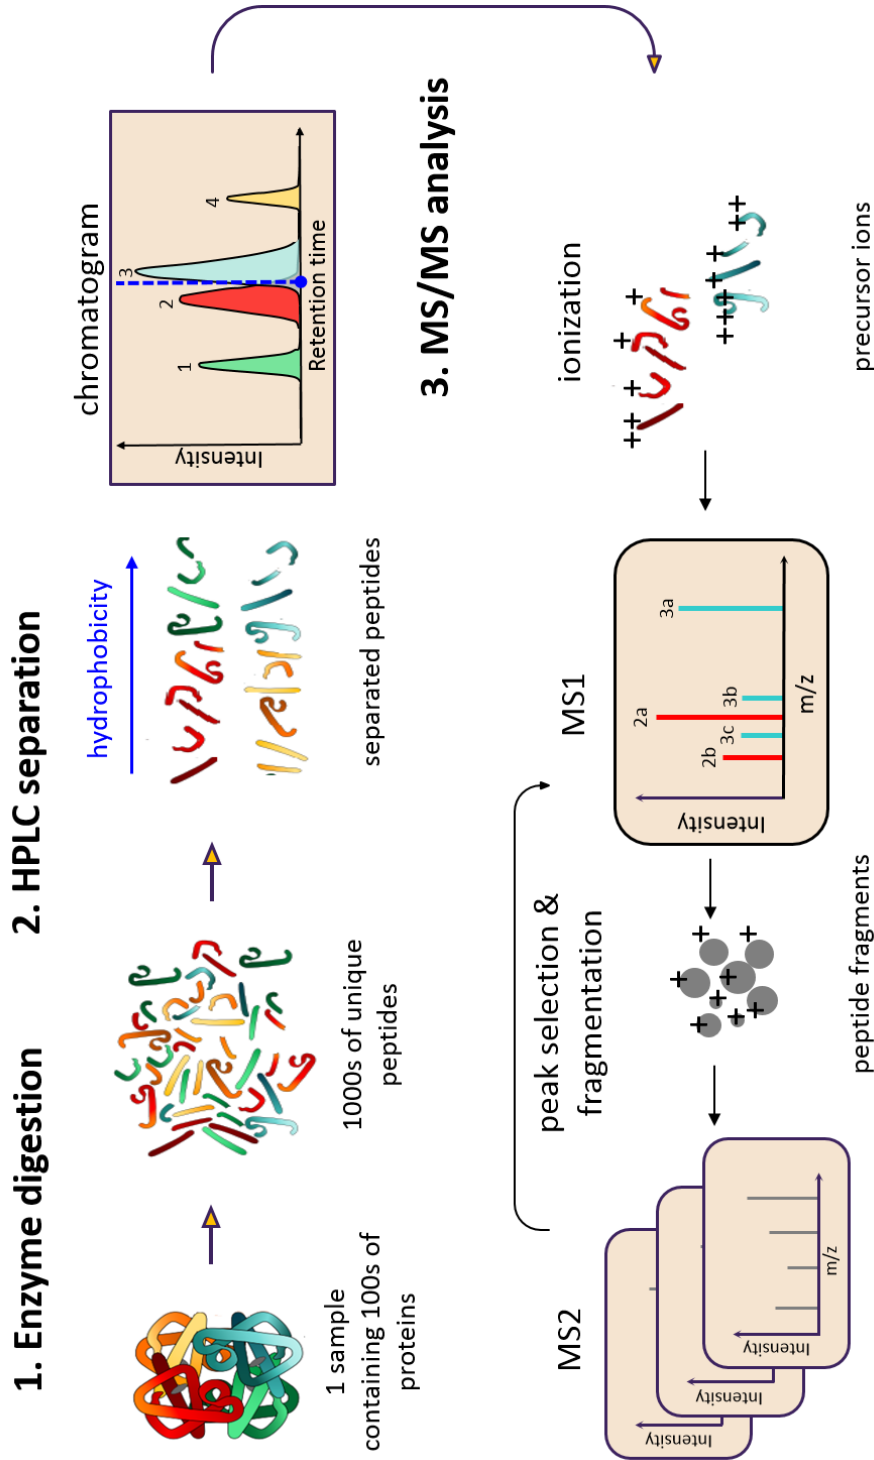 1. Enzyme digestion
2. HPLC separation
chromatogram
hydrophobicity
Intensity
1
2
3
4
Retention time
1 sample
containing 100s of
proteins
1000s of unique
peptides
separated peptides
3. MS/MS analysis
MS2
peak selection &
fragmentation
MS1
ionization
+
+
+
+
+
+
+
+
+
+
+
+
Intensity
Intensity
Intensity
m/z
+
+
+
+
+
+
+
+
Intensity
2b
3c
2a
3b
3a
m/z
peptide fragments
precursor ions